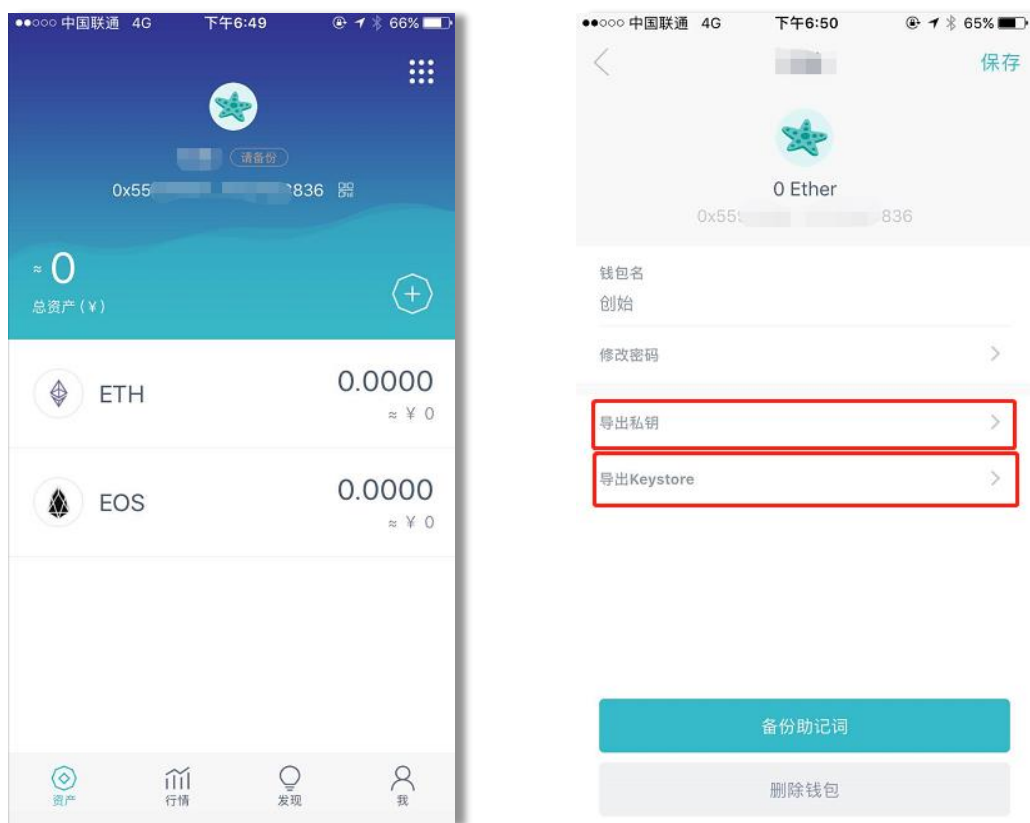 中国联通 4G 下午6:49 66%
请备份
0x55 836
≈ 0
总资产(¥)
ETH 0.0000
≈ ¥ 0
EOS 0.0000
≈ ¥ 0
资产 行情 发现 我
中国联通 4G 下午6:50 65%
保存
0 Ether
0x55 836
钱包名
创始
修改密码
导出私钥
导出Keystore
备份助记词
删除钱包